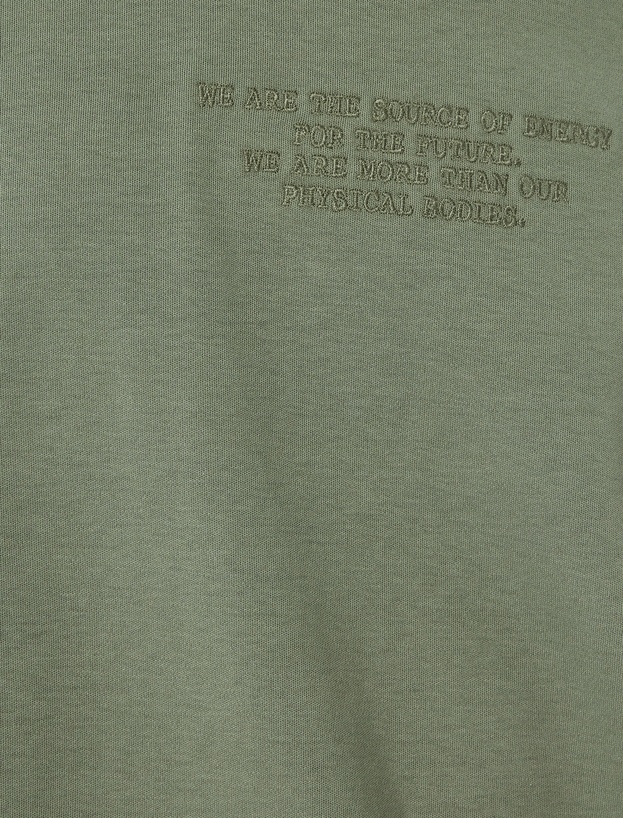 WE ARE THE SOURCE OF ENERGY
FOR THE FUTURE.
WE ARE MORE THAN OUR
PHYSICAL BODIES.